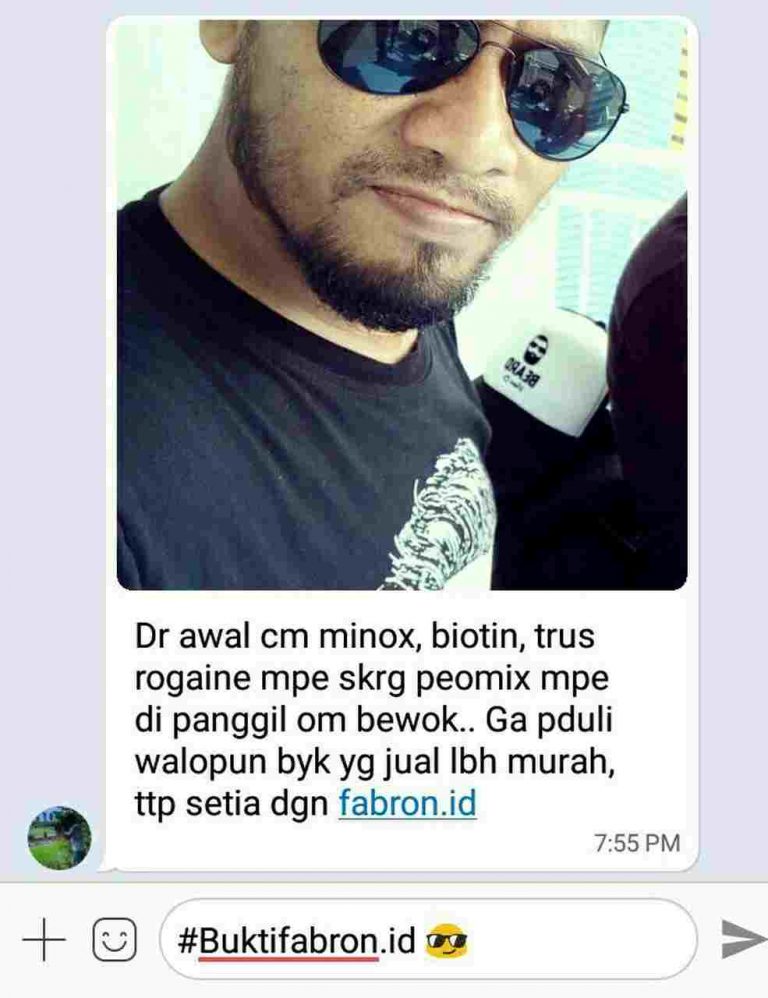 BEARD
Dr awal cm minox, biotin, trus
rogaine mpe skrg peomix mpe
di panggil om bewok.. Ga pduli
walopun byk yg jual lbh murah,
ttp setia dgn fabron.id
7:55 PM
#Buktifabron.id 😎